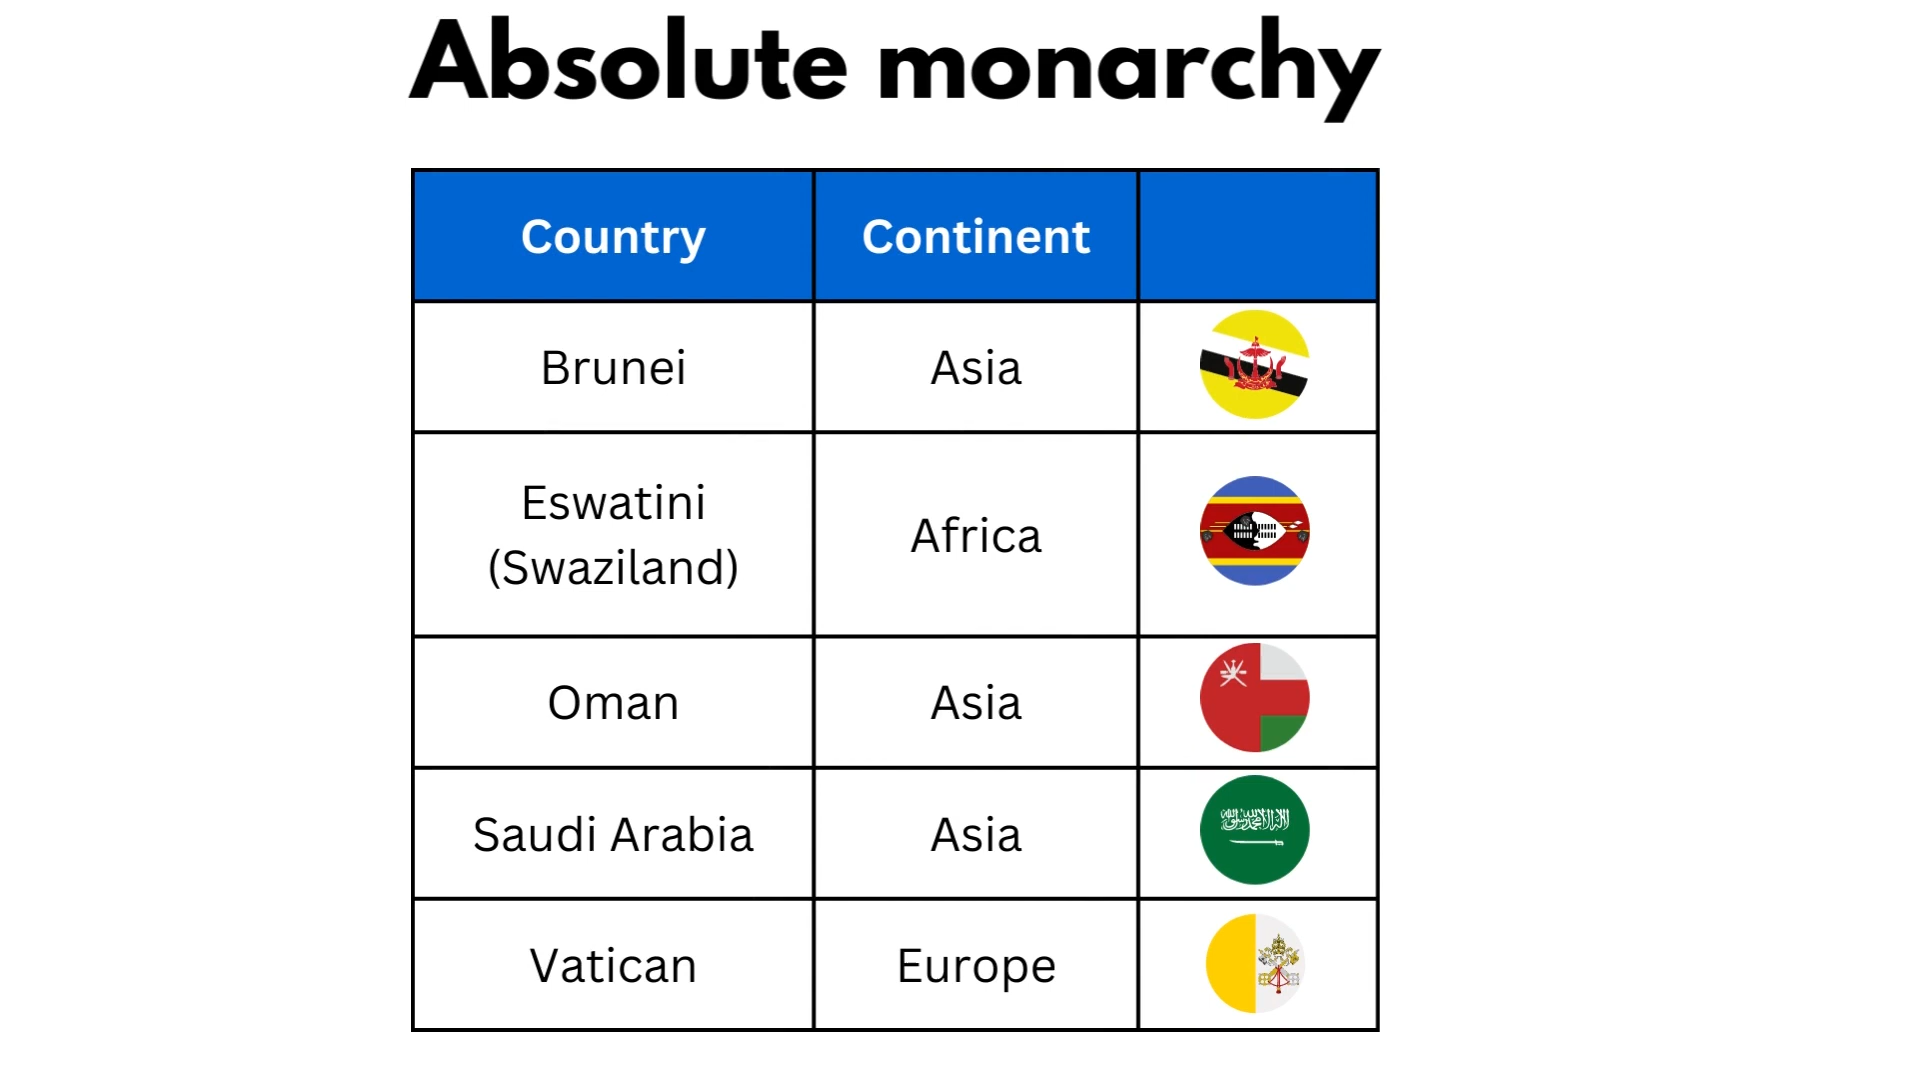 Absolute monarchy
Country Continent
Brunei Asia
Eswatini
(Swaziland)
Africa
Oman Asia
Saudi Arabia Asia
Vatican Europe